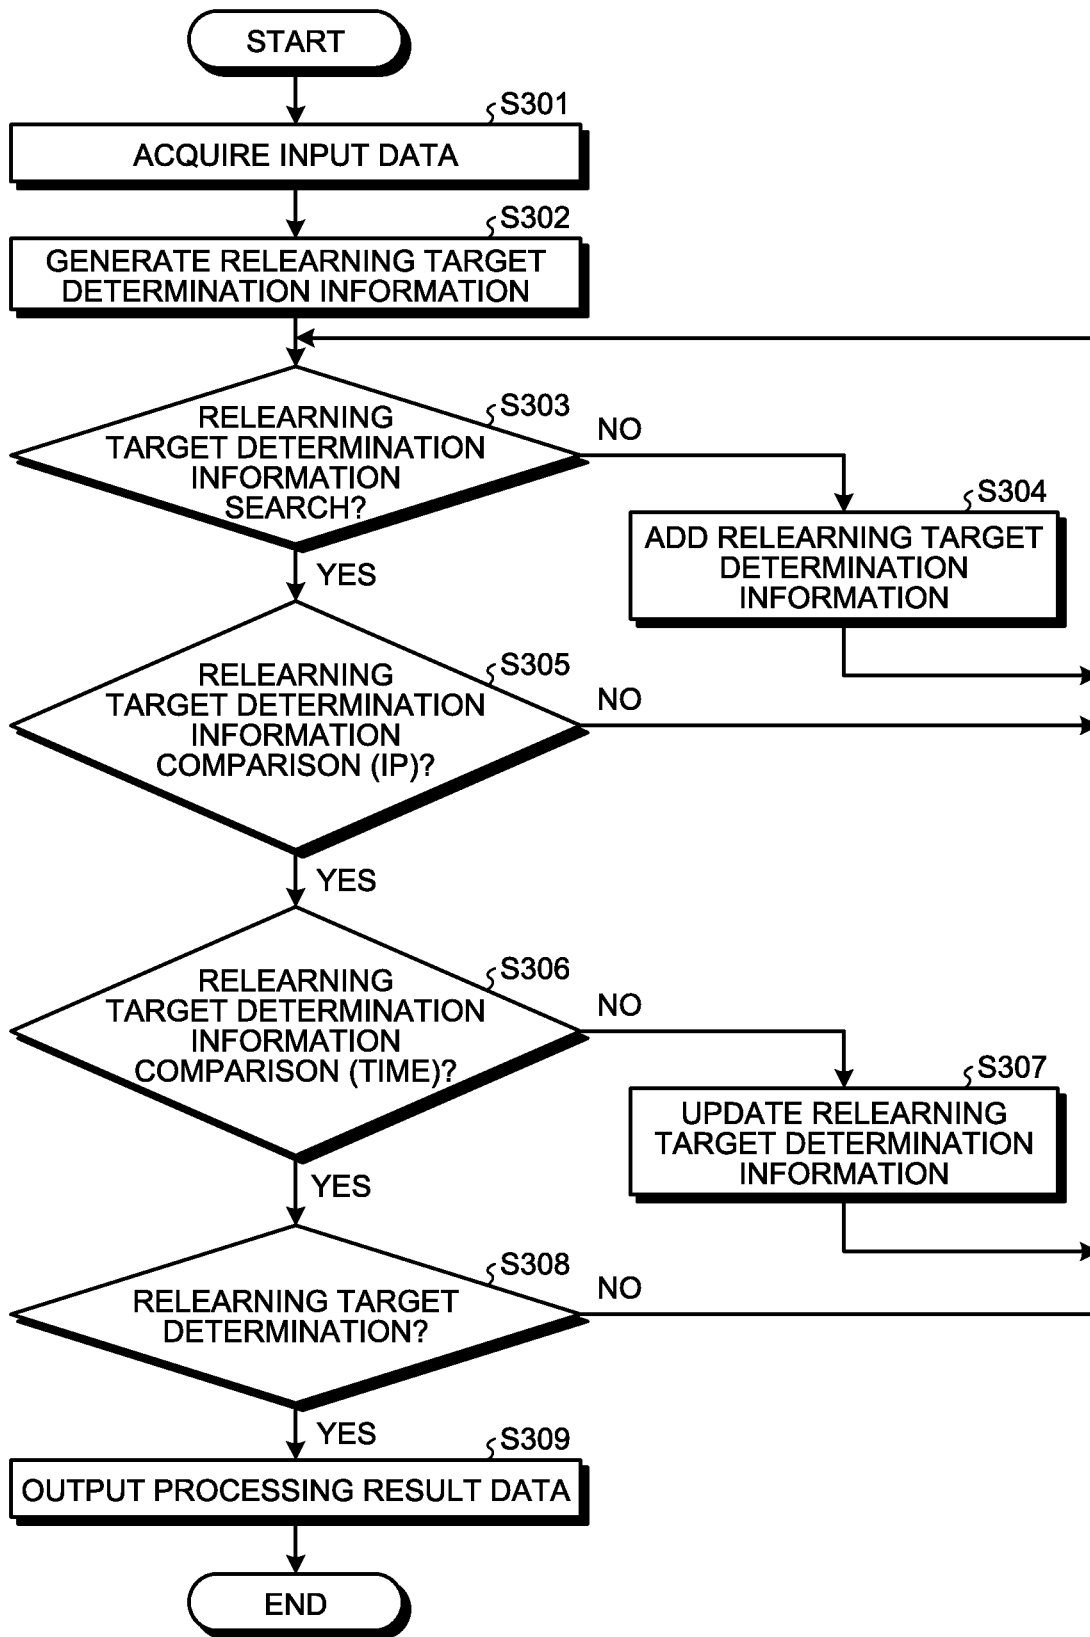 START
S301
ACQUIRE INPUT DATA
S302
GENERATE RELEARNING TARGET
DETERMINATION INFORMATION
S303
RELEARNING
TARGET DETERMINATION
INFORMATION
SEARCH?
NO
S304
ADD RELEARNING TARGET
DETERMINATION
INFORMATION
YES
S305
RELEARNING
TARGET DETERMINATION
INFORMATION
COMPARISON (IP)?
NO
YES
S306
RELEARNING
TARGET DETERMINATION
INFORMATION
COMPARISON (TIME)?
NO
S307
UPDATE RELEARNING
TARGET DETERMINATION
INFORMATION
YES
S308
RELEARNING TARGET
DETERMINATION?
NO
YES
S309
OUTPUT PROCESSING RESULT DATA
END